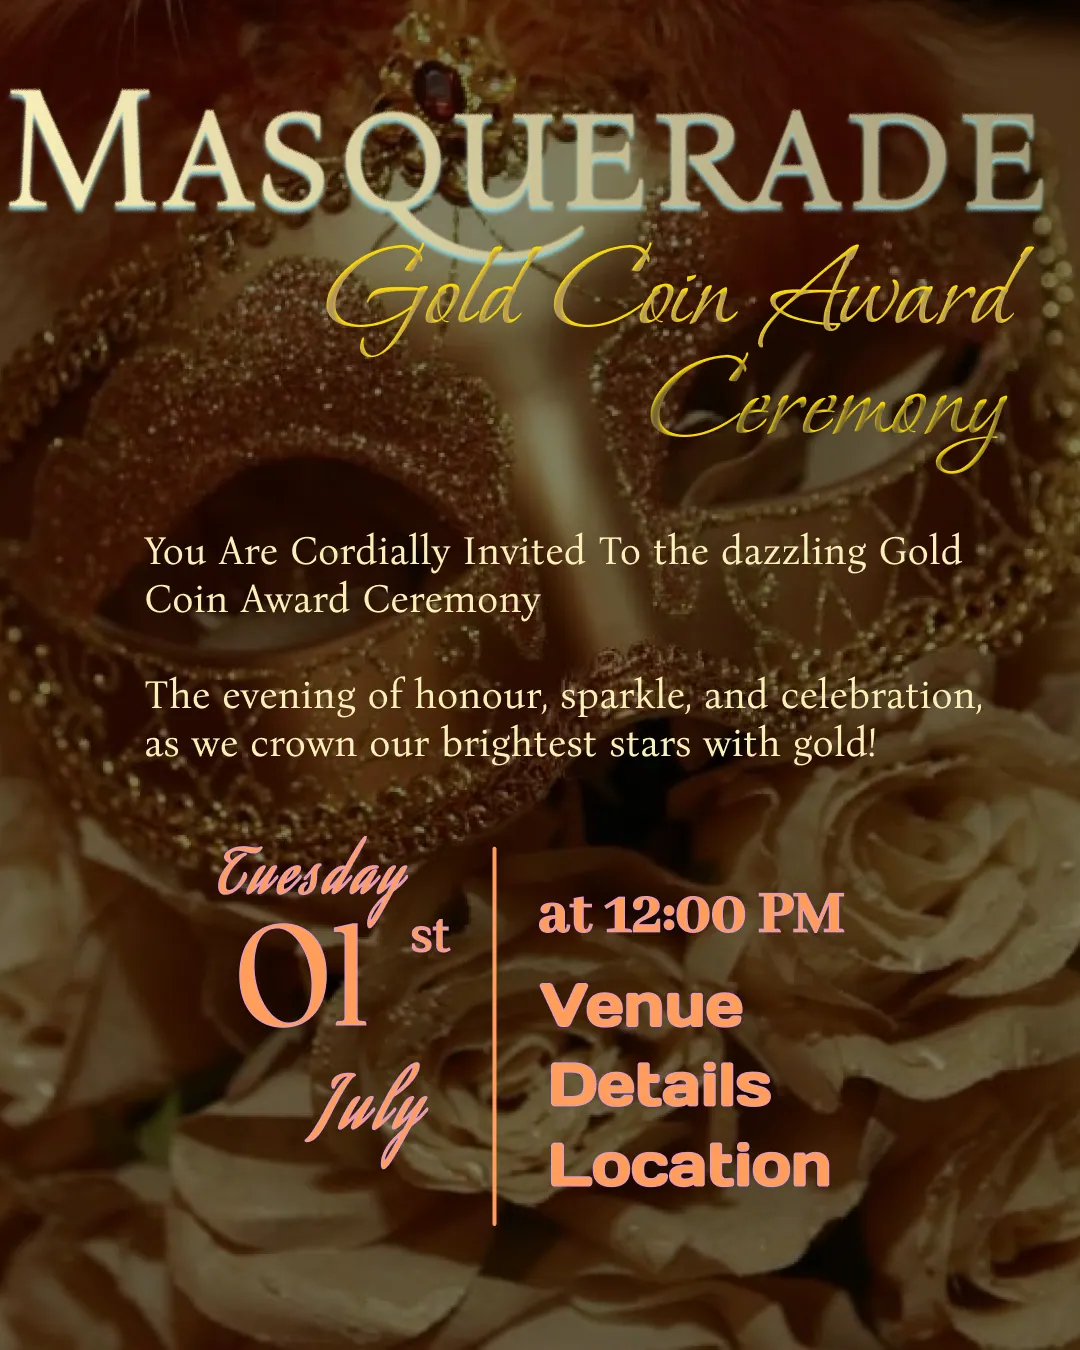 MASQUERADE
Gold Coin Award
Ceremony
You Are Cordially Invited To the dazzling Gold
Coin Award Ceremony
The evening of honour, sparkle, and celebration,
as we crown our brightest stars with gold!
Tuesday
01 st
July
at 12:00 PM
Venue
Details
Location